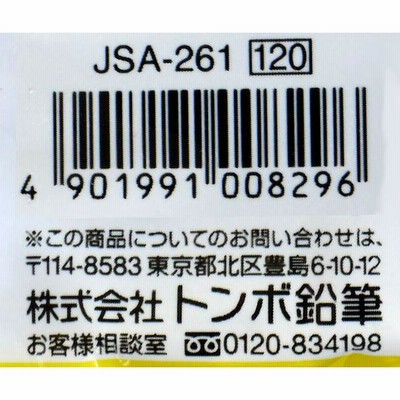 JSA-261 120
4 901991 008296
※この商品についてのお問い合わせは、
〒114-8583 東京都北区豊島6-10-12
株式会社 トンボ鉛筆
お客様相談室 0120-834198